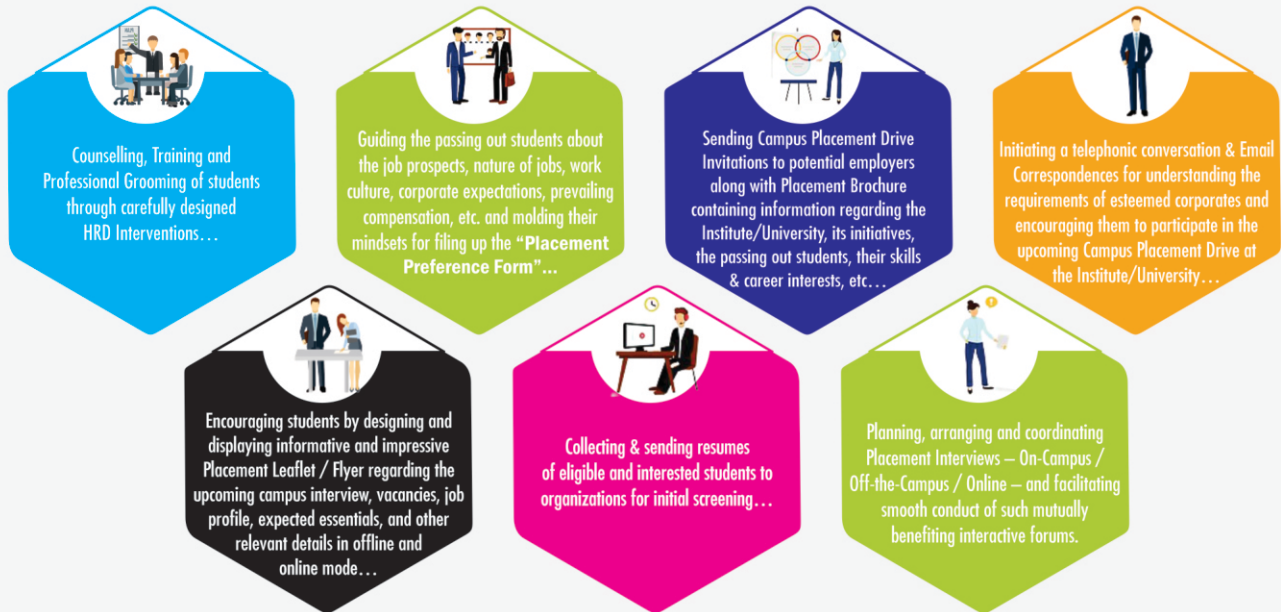 Counselling, Training and
Professional Grooming of students
through carefully designed
HRD Interventions…
Guiding the passing out students about
the job prospects, nature of jobs, work
culture, corporate expectations, prevailing
compensation, etc. and molding their
mindsets for filing up the “Placement
Preference Form”...
Sending Campus Placement Drive
Invitations to potential employers
along with Placement Brochure
containing information regarding the
Institute/University, its initiatives,
the passing out students, their skills
& career interests, etc…
Initiating a telephonic conversation & Email
Correspondences for understanding the
requirements of esteemed corporates and
encouraging them to participate in the
upcoming Campus Placement Drive at
the Institute/University…
Encouraging students by designing and
displaying informative and impressive
Placement Leaflet / Flyer regarding the
upcoming campus interview, vacancies, job
profile, expected essentials, and other
relevant details in offline and
online mode…
Collecting & sending resumes
of eligible and interested students to
organizations for initial screening…
Planning, arranging and coordinating
Placement Interviews – On-Campus /
Off-the-Campus / Online – and facilitating
smooth conduct of such mutually
benefiting interactive forums.